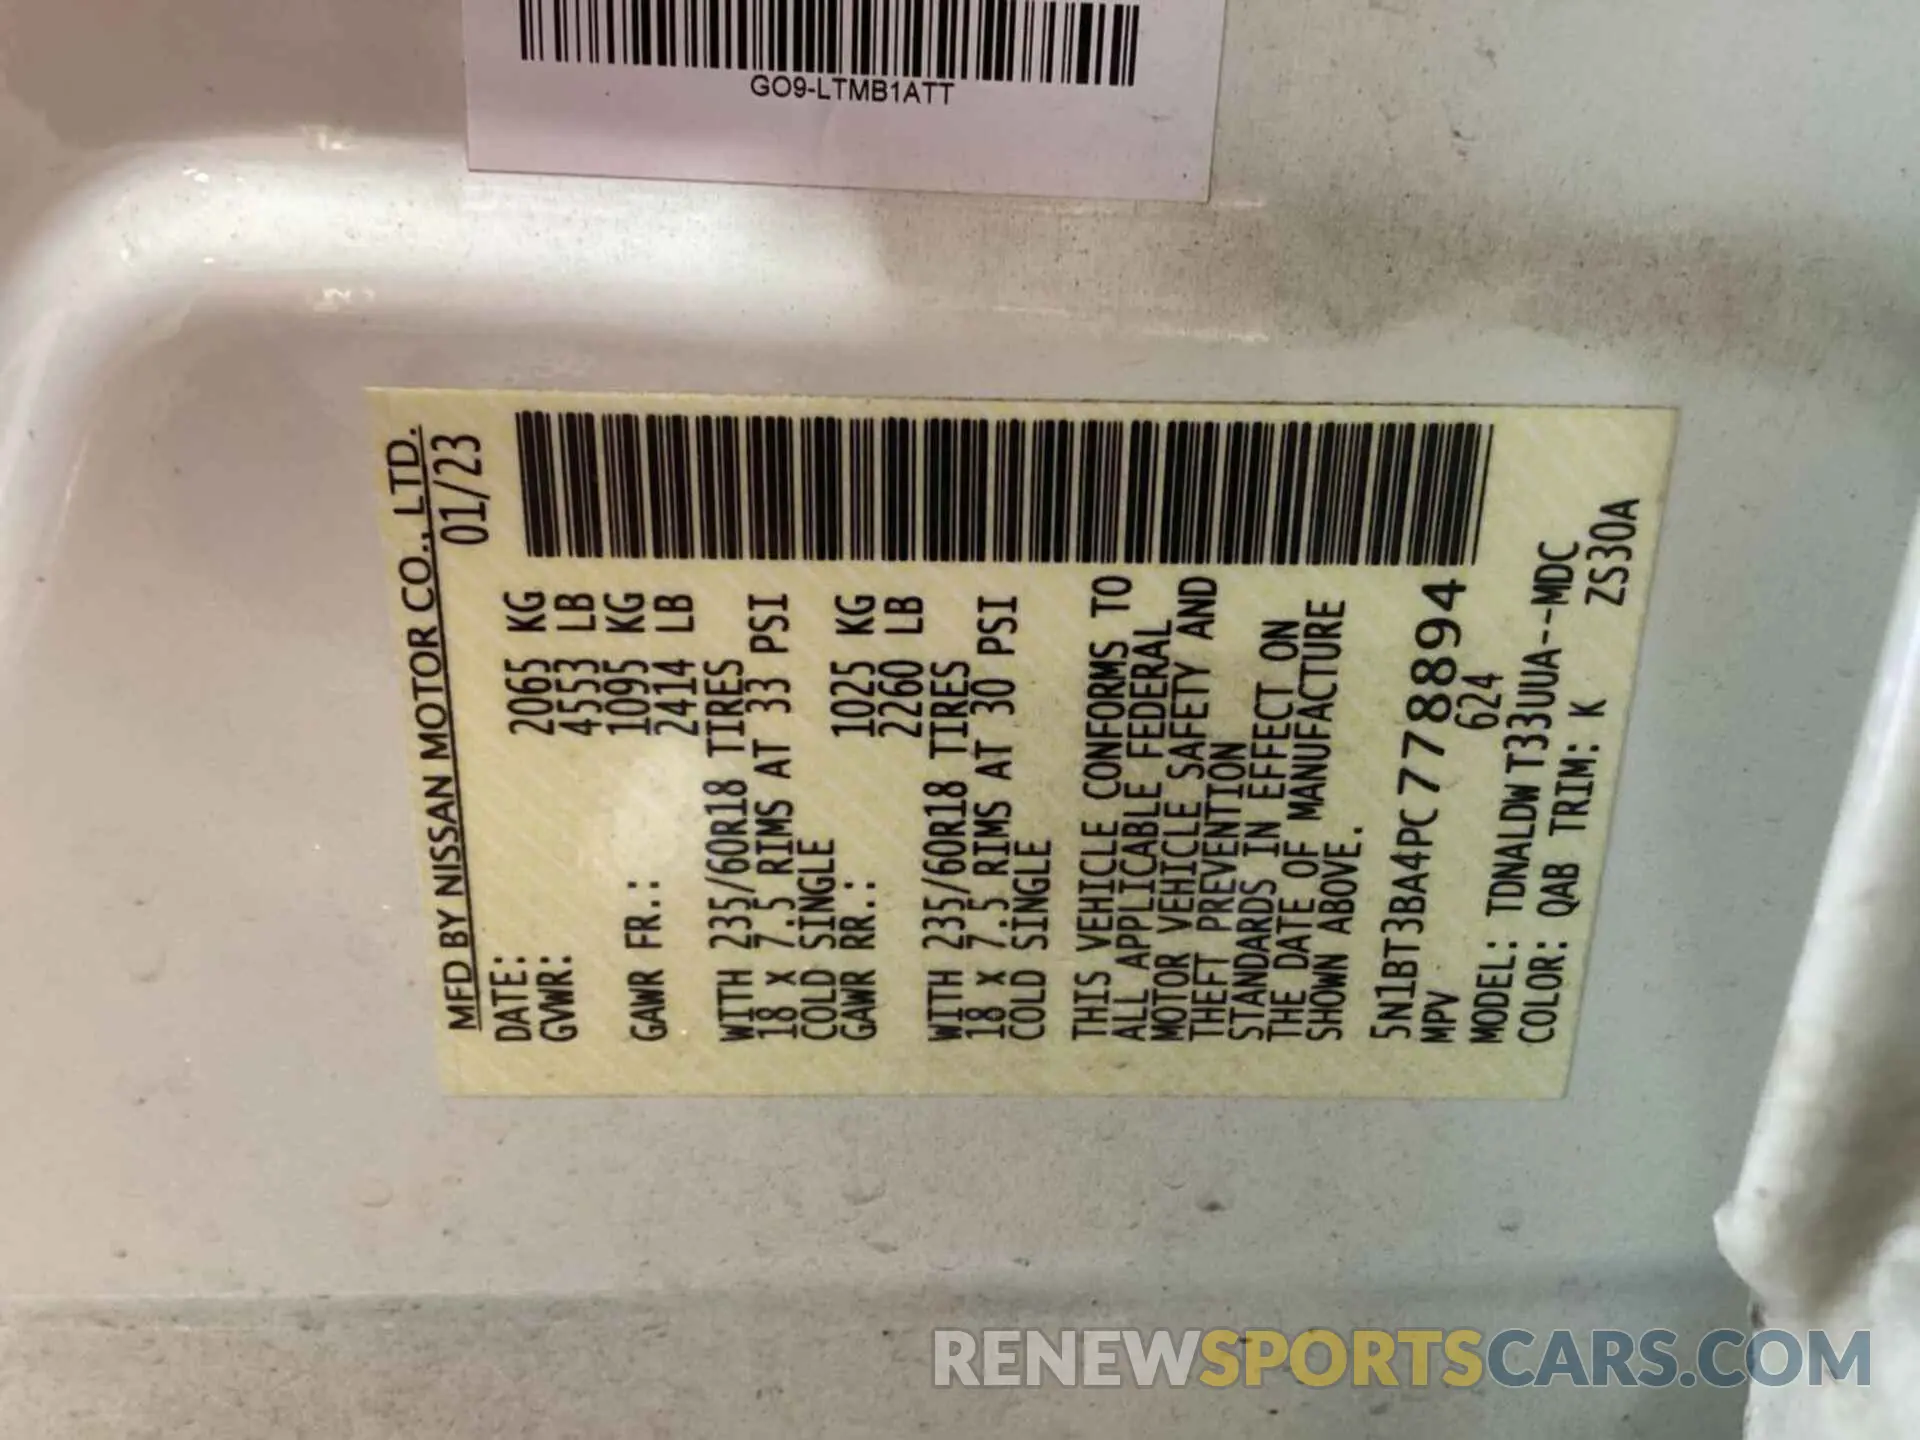 GO9-LTMB1ATT
MFD BY NISSAN MOTOR CO., LTD.
DATE: 01/23
GVWR: 2065 KG
4553 LB
GAWR FR.: 1095 KG
2414 LB
WITH 235/60R18 TIRES
18 X 7.5 RIMS AT 33 PSI
COLD SINGLE
GAWR RR.: 1025 KG
2260 LB
WITH 235/60R18 TIRES
18 X 7.5 RIMS AT 30 PSI
COLD SINGLE
THIS VEHICLE CONFORMS TO
ALL APPLICABLE FEDERAL
MOTOR VEHICLE SAFETY AND
THEFT PREVENTION
STANDARDS IN EFFECT ON
THE DATE OF MANUFACTURE
SHOWN ABOVE.
5N1BT3BA4PC778894
MPV 624
MODEL: TDNALDWT33UUA--MDC
COLOR: QAB TRIM: K ZS30A
RENEWSPORTSCARS.COM